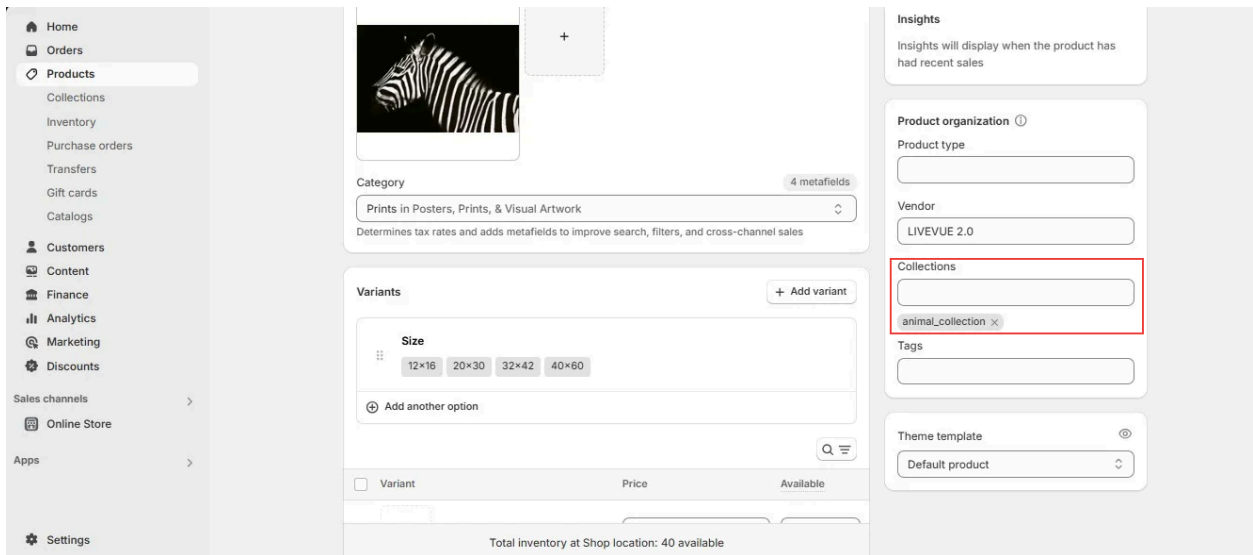 Home
Orders
Products
Collections
Inventory
Purchase orders
Transfers
Gift cards
Catalogs
Customers
Content
Finance
Analytics
Marketing
Discounts
Sales channels
Online Store
Apps
Settings
+
Category
4 metafields
Prints in Posters, Prints, & Visual Artwork
Determines tax rates and adds metafields to improve search, filters, and cross-channel sales
Variants
+ Add variant
Size
12×16 20×30 32×42 40×60
Add another option
Variant Price Available
Total inventory at Shop location: 40 available
Insights
Insights will display when the product has
had recent sales
Product organization
Product type
Vendor
LIVEVUE 2.0
Collections
animal_collection ×
Tags
Theme template
Default product